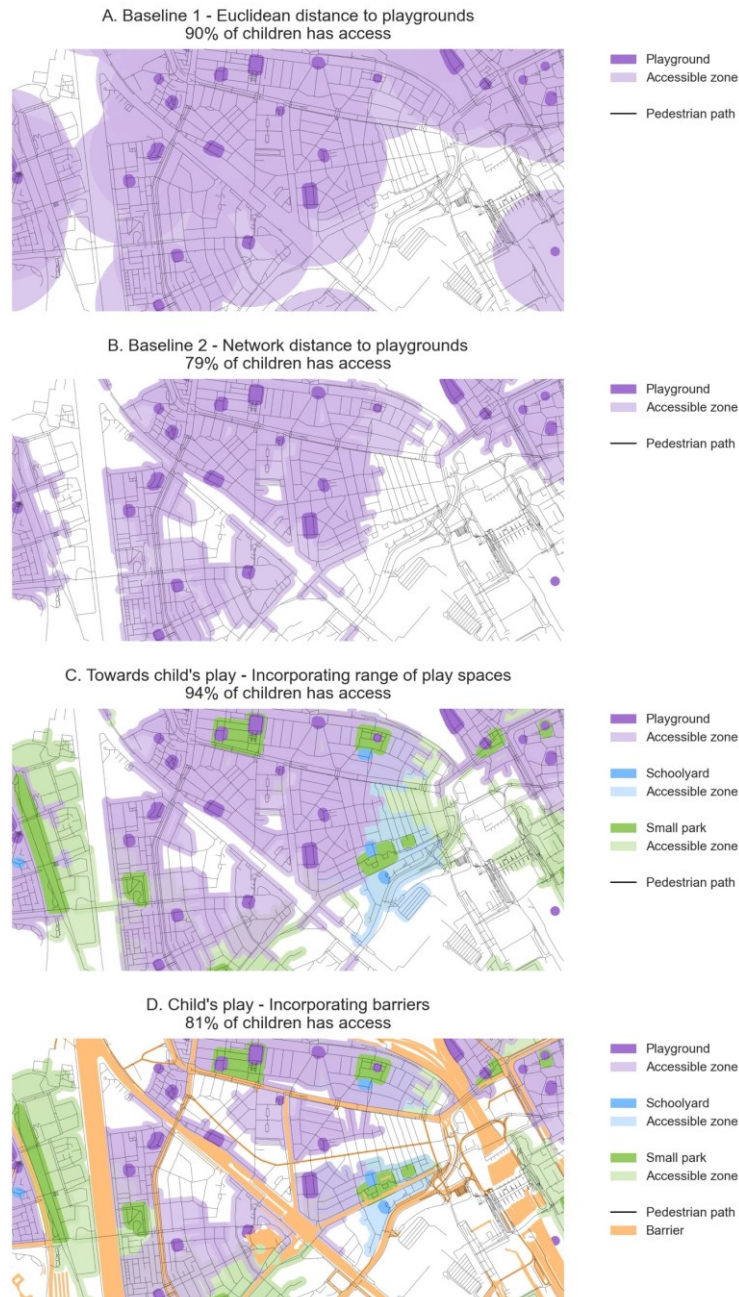 A. Baseline 1 - Euclidean distance to playgrounds
90% of children has access
Playground
Accessible zone
Pedestrian path
B. Baseline 2 - Network distance to playgrounds
79% of children has access
Playground
Accessible zone
Pedestrian path
C. Towards child's play - Incorporating range of play spaces
94% of children has access
Playground
Accessible zone
Schoolyard
Accessible zone
Small park
Accessible zone
Pedestrian path
D. Child's play - Incorporating barriers
81% of children has access
Playground
Accessible zone
Schoolyard
Accessible zone
Small park
Accessible zone
Pedestrian path
Barrier